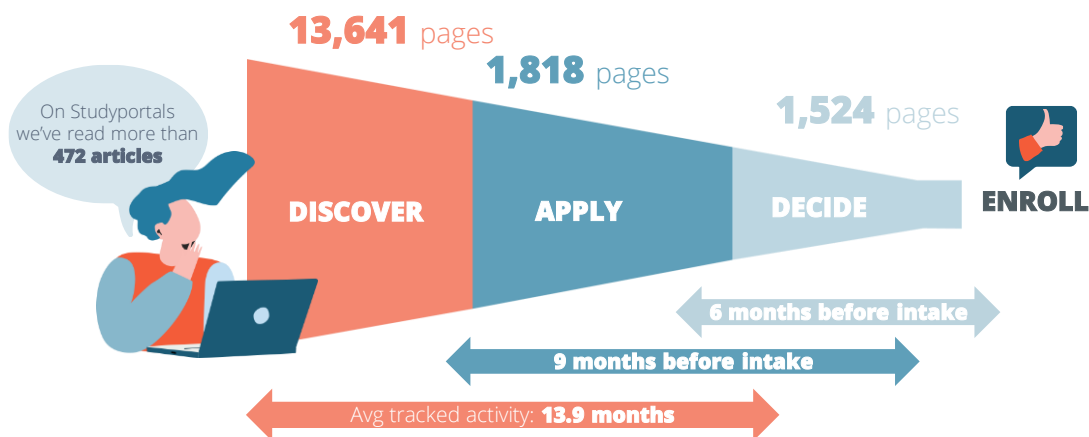 13,641 pages
1,818 pages
1,524 pages
On Studyportals
we’ve read more than
472 articles
DISCOVER
APPLY
DECIDE
ENROLL
6 months before intake
9 months before intake
Avg tracked activity: 13.9 months